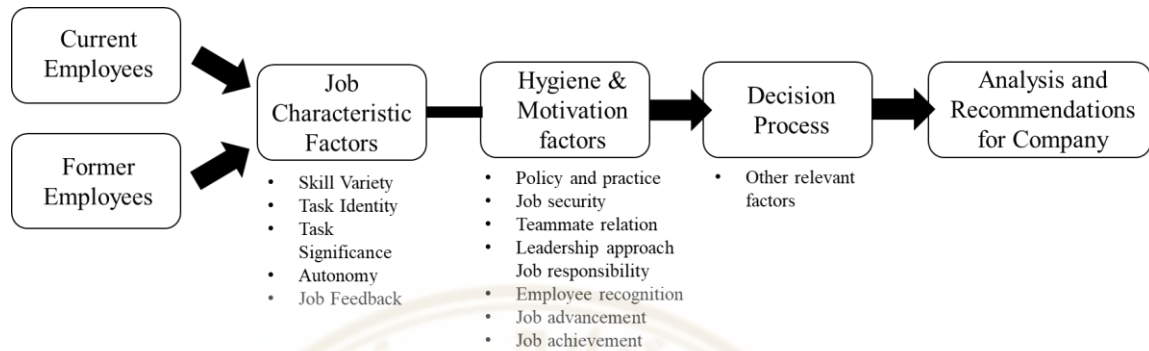 Current
Employees
Former
Employees
Job
Characteristic
Factors
• Skill Variety
• Task Identity
• Task
Significance
• Autonomy
• Job Feedback
Hygiene &
Motivation
factors
• Policy and practice
• Job security
• Teammate relation
• Leadership approach
Job responsibility
• Employee recognition
• Job advancement
• Job achievement
Decision
Process
• Other relevant
factors
Analysis and
Recommendations
for Company